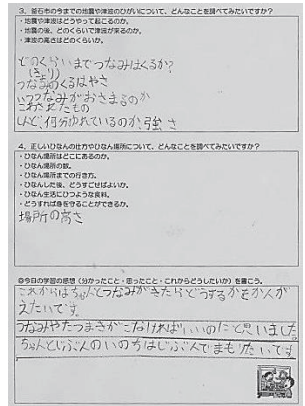 3．釜石市の今までの地震や津波のひがいについて、どんなことを調べてみたいですか？
・地震や津波はどうやって起こるのか。
・地震の後、どのくらいで津波が来るのか。
・津波の高さはどのくらいか。
どのくらいまでつなみはくるか？
（きょり）
つなみのくるはやさ
いつつなみがおさまるのか
こわされたもの
しんど、何分ゆれているのか、強さ
4．正しいひなんの仕方やひなん場所について、どんなことを調べてみたいですか？
・ひなん場所はどこにあるのか。
・ひなん場所の数。
・ひなん場所までの行き方。
・ひなんした後、どうすごせばよいか。
・ひなん生活にひつような食料。
・どうすれば身を守ることができるか。
場所の高さ
◎今日の学習の感想（分かったこと・思ったこと・これからどうしたいか）を書こう。
これからはちゃんとつなみがきたらどうするかをかんが
えたいです。
つなみやたつまきがこなければいいのにと思いました。
ちゃんとじぶんのいのちはじぶんでまもりたいです。